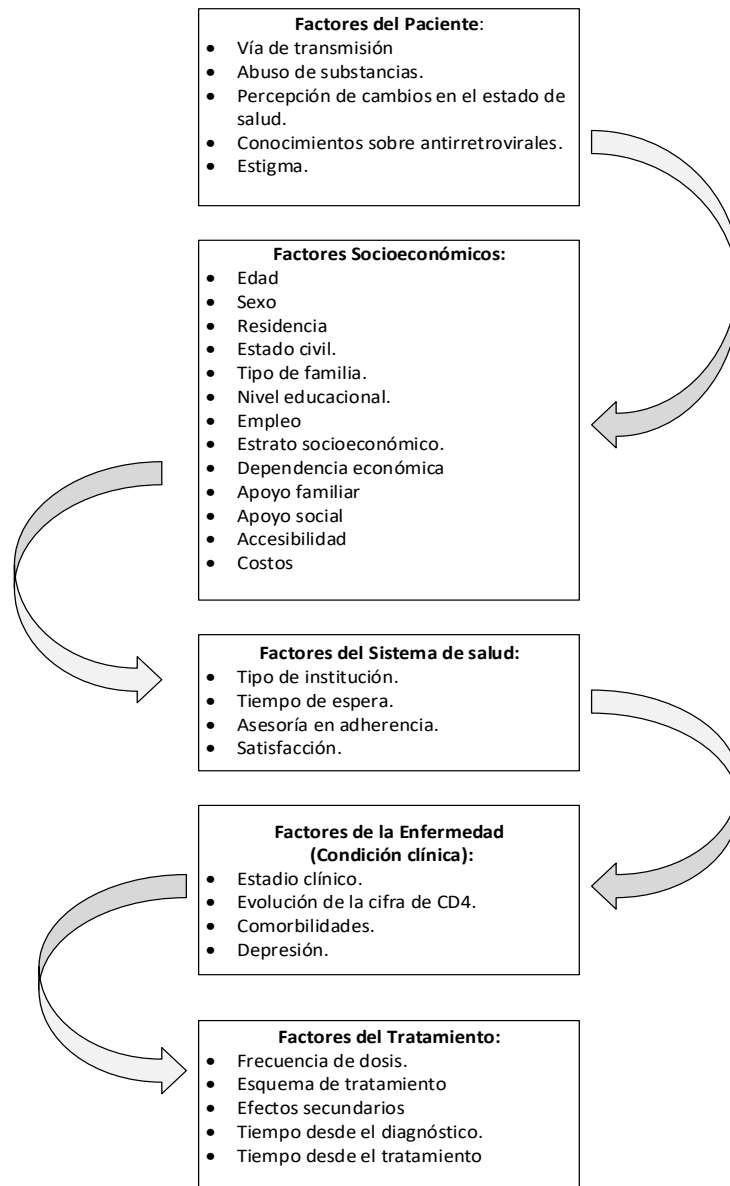 Factores del Paciente:
• Vía de transmisión
• Abuso de substancias.
• Percepción de cambios en el estado de
salud.
• Conocimientos sobre antirretrovirales.
• Estigma.
Factores Socioeconómicos:
• Edad
• Sexo
• Residencia
• Estado civil.
• Tipo de familia.
• Nivel educacional.
• Empleo
• Estrato socioeconómico.
• Dependencia económica
• Apoyo familiar
• Apoyo social
• Accesibilidad
• Costos
Factores del Sistema de salud:
• Tipo de institución.
• Tiempo de espera.
• Asesoría en adherencia.
• Satisfacción.
Factores de la Enfermedad
(Condición clínica):
• Estadio clínico.
• Evolución de la cifra de CD4.
• Comorbilidades.
• Depresión.
Factores del Tratamiento:
• Frecuencia de dosis.
• Esquema de tratamiento
• Efectos secundarios
• Tiempo desde el diagnóstico.
• Tiempo desde el tratamiento